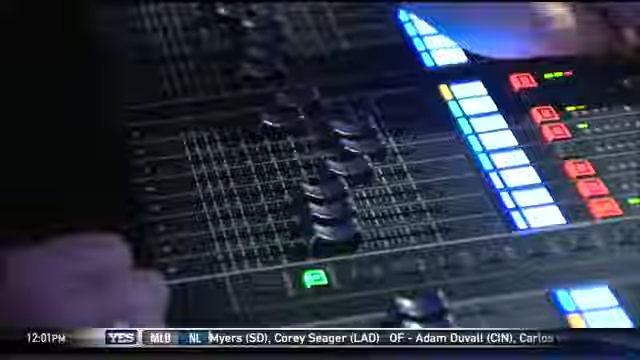 12:01PM YES MLB NL Myers (SD), Corey Seager (LAD) OF - Adam Duvall (CIN), Carlos